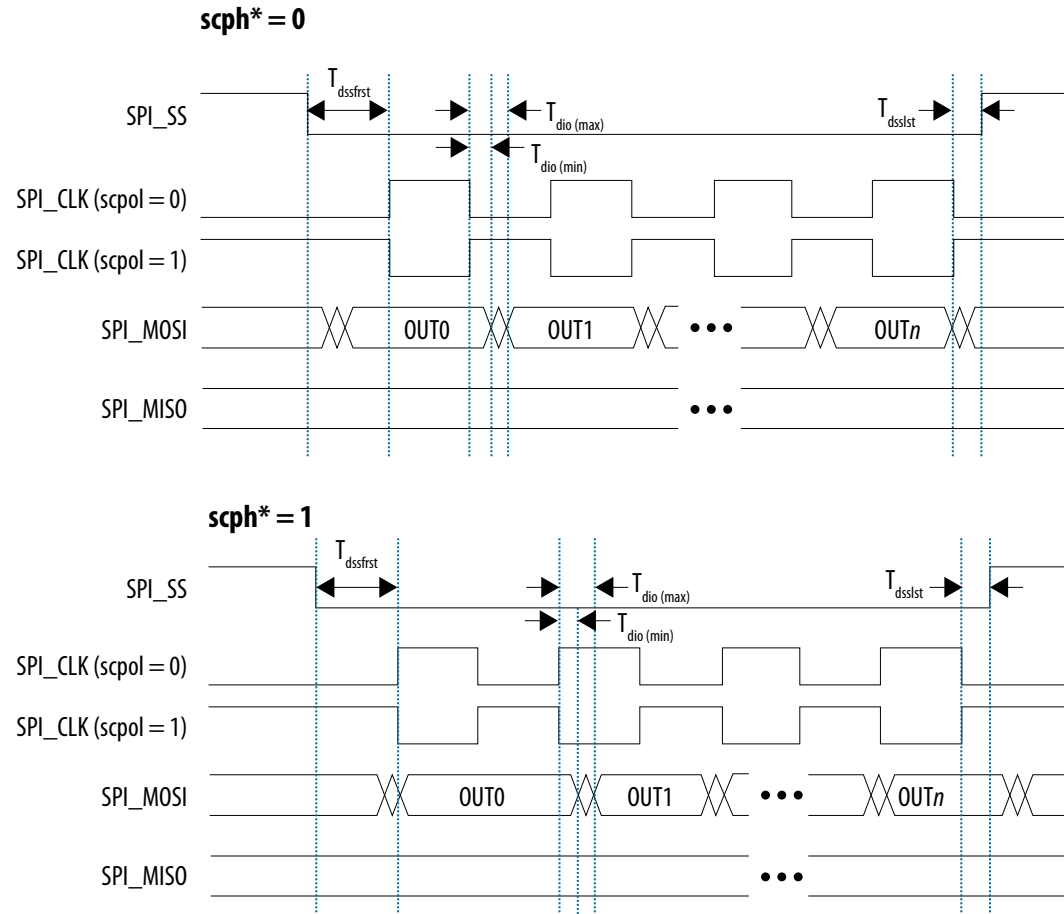 scph* = 0
SPI_SS
Tdssfrst
Tdio (max)
Tdsslst
Tdio (min)
SPI_CLK (scpol = 0)
SPI_CLK (scpol = 1)
SPI_MOSI
OUT0
OUT1
•••
OUTn
SPI_MISO
•••
scph* = 1
SPI_SS
Tdssfrst
Tdio (max)
Tdsslst
Tdio (min)
SPI_CLK (scpol = 0)
SPI_CLK (scpol = 1)
SPI_MOSI
OUT0
OUT1
•••
OUTn
SPI_MISO
•••